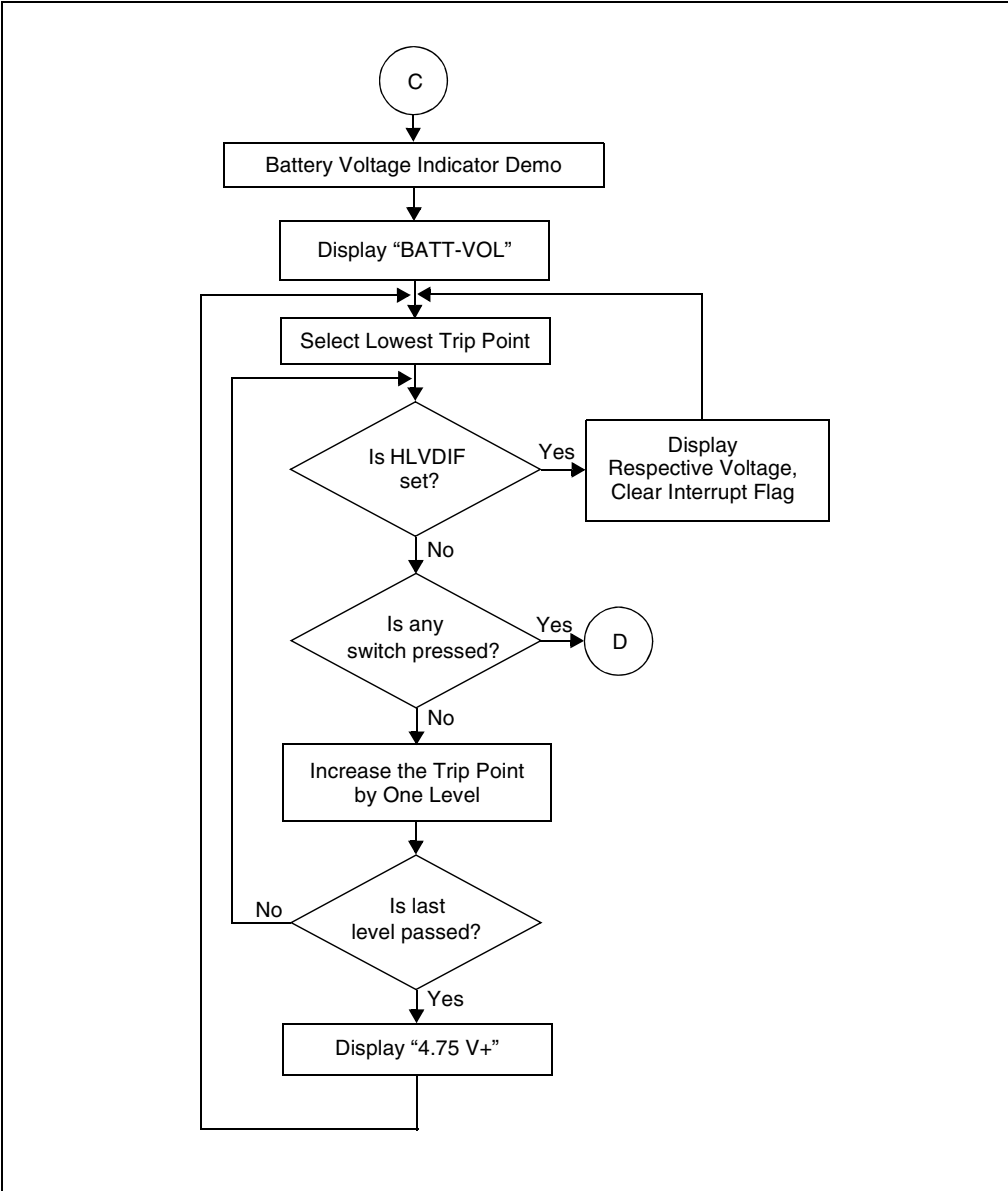 C
Battery Voltage Indicator Demo
Display “BATT-VOL”
Select Lowest Trip Point
Is HLVDIF
set?
Yes
Display
Respective Voltage,
Clear Interrupt Flag
No
Is any
switch pressed?
Yes
D
No
Increase the Trip Point
by One Level
Is last
level passed?
No
Yes
Display “4.75 V+”